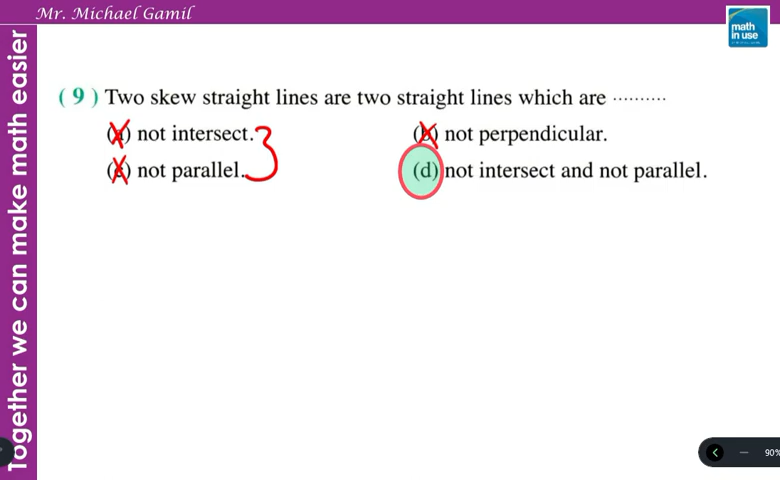 Mr. Michael Gamil
math
in use
Together we can make math easier
( 9 ) Two skew straight lines are two straight lines which are ··········
(a) not intersect.
(b) not perpendicular.
(c) not parallel.
(d) not intersect and not parallel.
90%